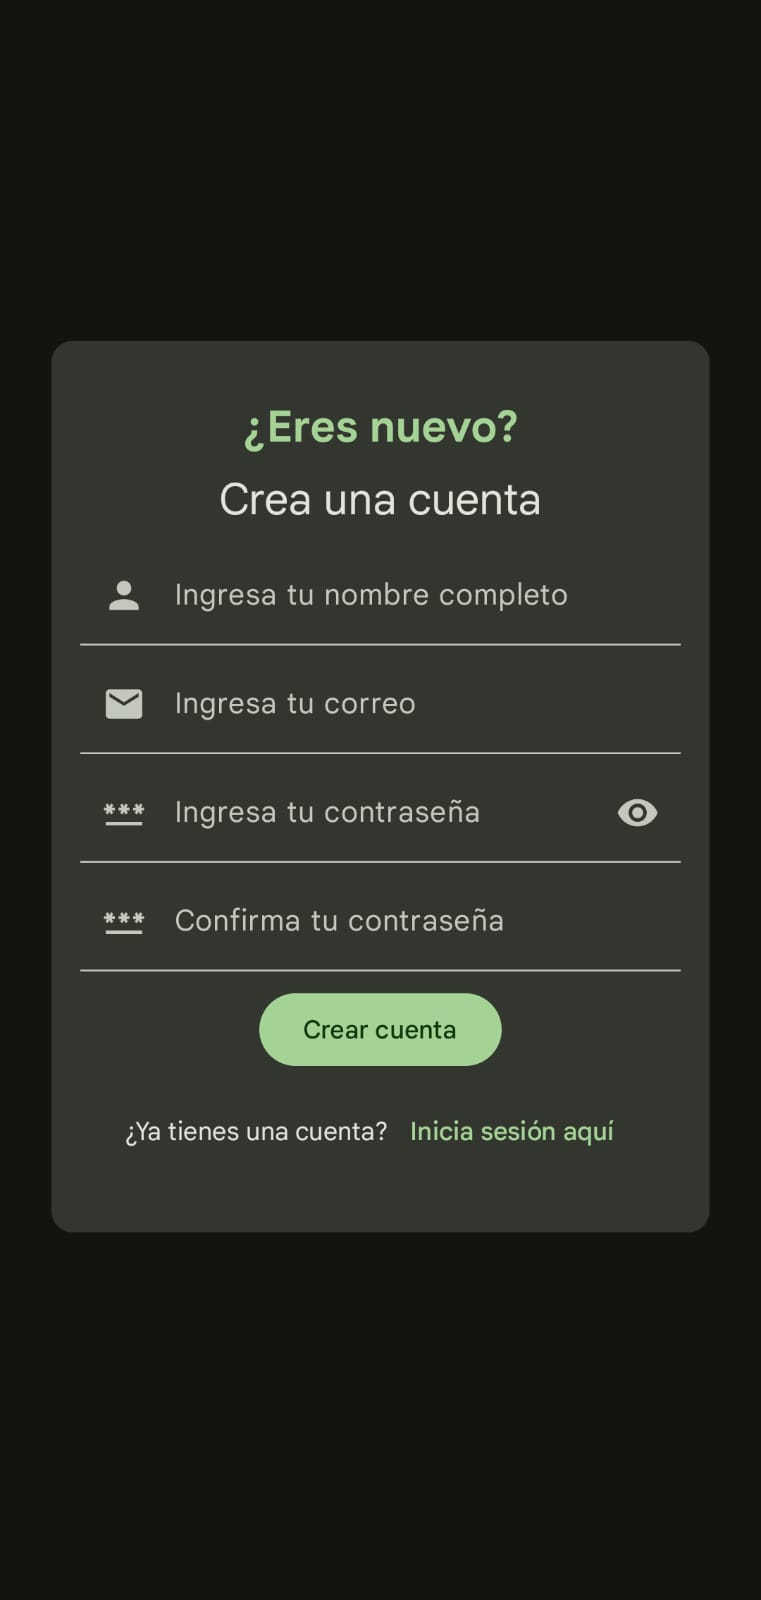 ¿Eres nuevo?
Crea una cuenta
Ingresa tu nombre completo
Ingresa tu correo
*** Ingresa tu contraseña
*** Confirma tu contraseña
Crear cuenta
¿Ya tienes una cuenta? Inicia sesión aquí